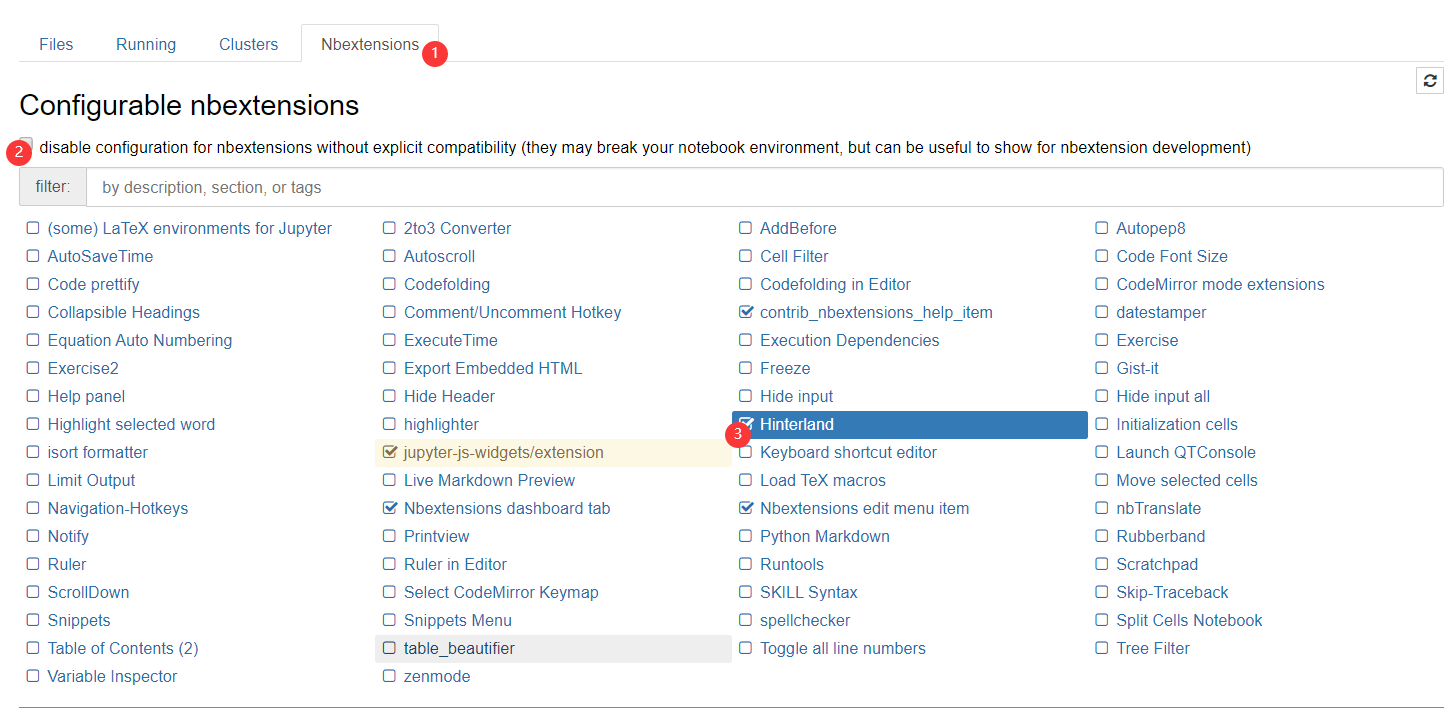 Files Running Clusters Nbextensions 1
Configurable nbextensions
2 disable configuration for nbextensions without explicit compatibility (they may break your notebook environment, but can be useful to show for nbextension development)
filter: by description, section, or tags
(some) LaTeX environments for Jupyter 2to3 Converter AddBefore Autopep8
AutoSaveTime Autoscroll Cell Filter Code Font Size
Code prettify Codefolding Codefolding in Editor CodeMirror mode extensions
Collapsible Headings Comment/Uncomment Hotkey contrib_nbextensions_help_item datestamper
Equation Auto Numbering ExecuteTime Execution Dependencies Exercise
Exercise2 Export Embedded HTML Freeze Gist-it
Help panel Hide Header Hide input Hide input all
Highlight selected word highlighter 3 Hinterland Initialization cells
isort formatter jupyter-js-widgets/extension Keyboard shortcut editor Launch QTConsole
Limit Output Live Markdown Preview Load TeX macros Move selected cells
Navigation-Hotkeys Nbextensions dashboard tab Nbextensions edit menu item nbTranslate
Notify Printview Python Markdown Rubberband
Ruler Ruler in Editor Runtools Scratchpad
ScrollDown Select CodeMirror Keymap SKILL Syntax Skip-Traceback
Snippets Snippets Menu spellchecker Split Cells Notebook
Table of Contents (2) table_beautifier Toggle all line numbers Tree Filter
Variable Inspector zenmode